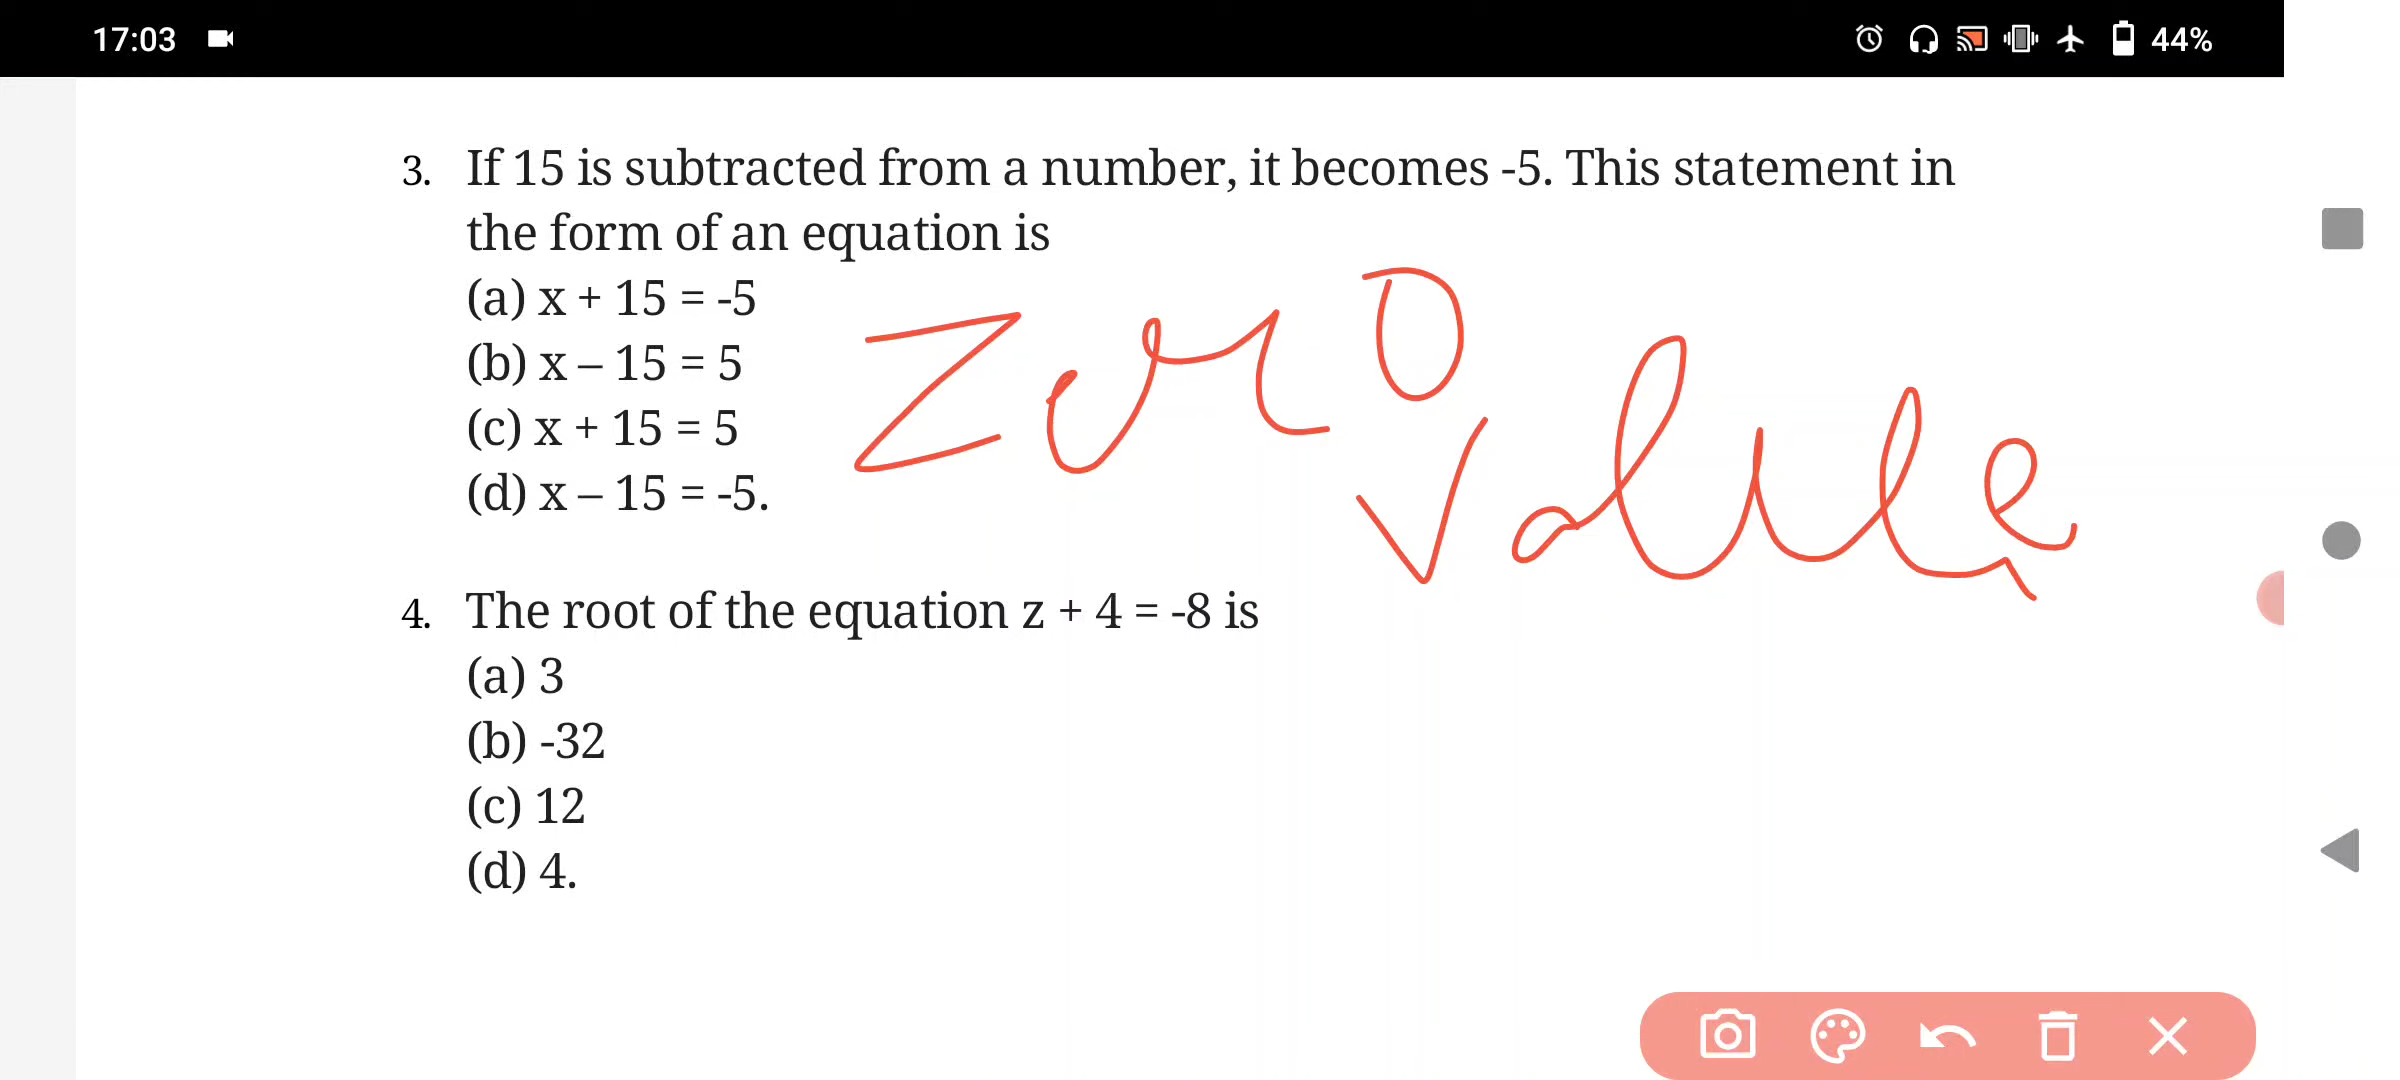 17:03 44%
3. If 15 is subtracted from a number, it becomes -5. This statement in
the form of an equation is
(a) x + 15 = -5
(b) x – 15 = 5
(c) x + 15 = 5
(d) x – 15 = -5.
Zero
Value
4. The root of the equation z + 4 = -8 is
(a) 3
(b) -32
(c) 12
(d) 4.